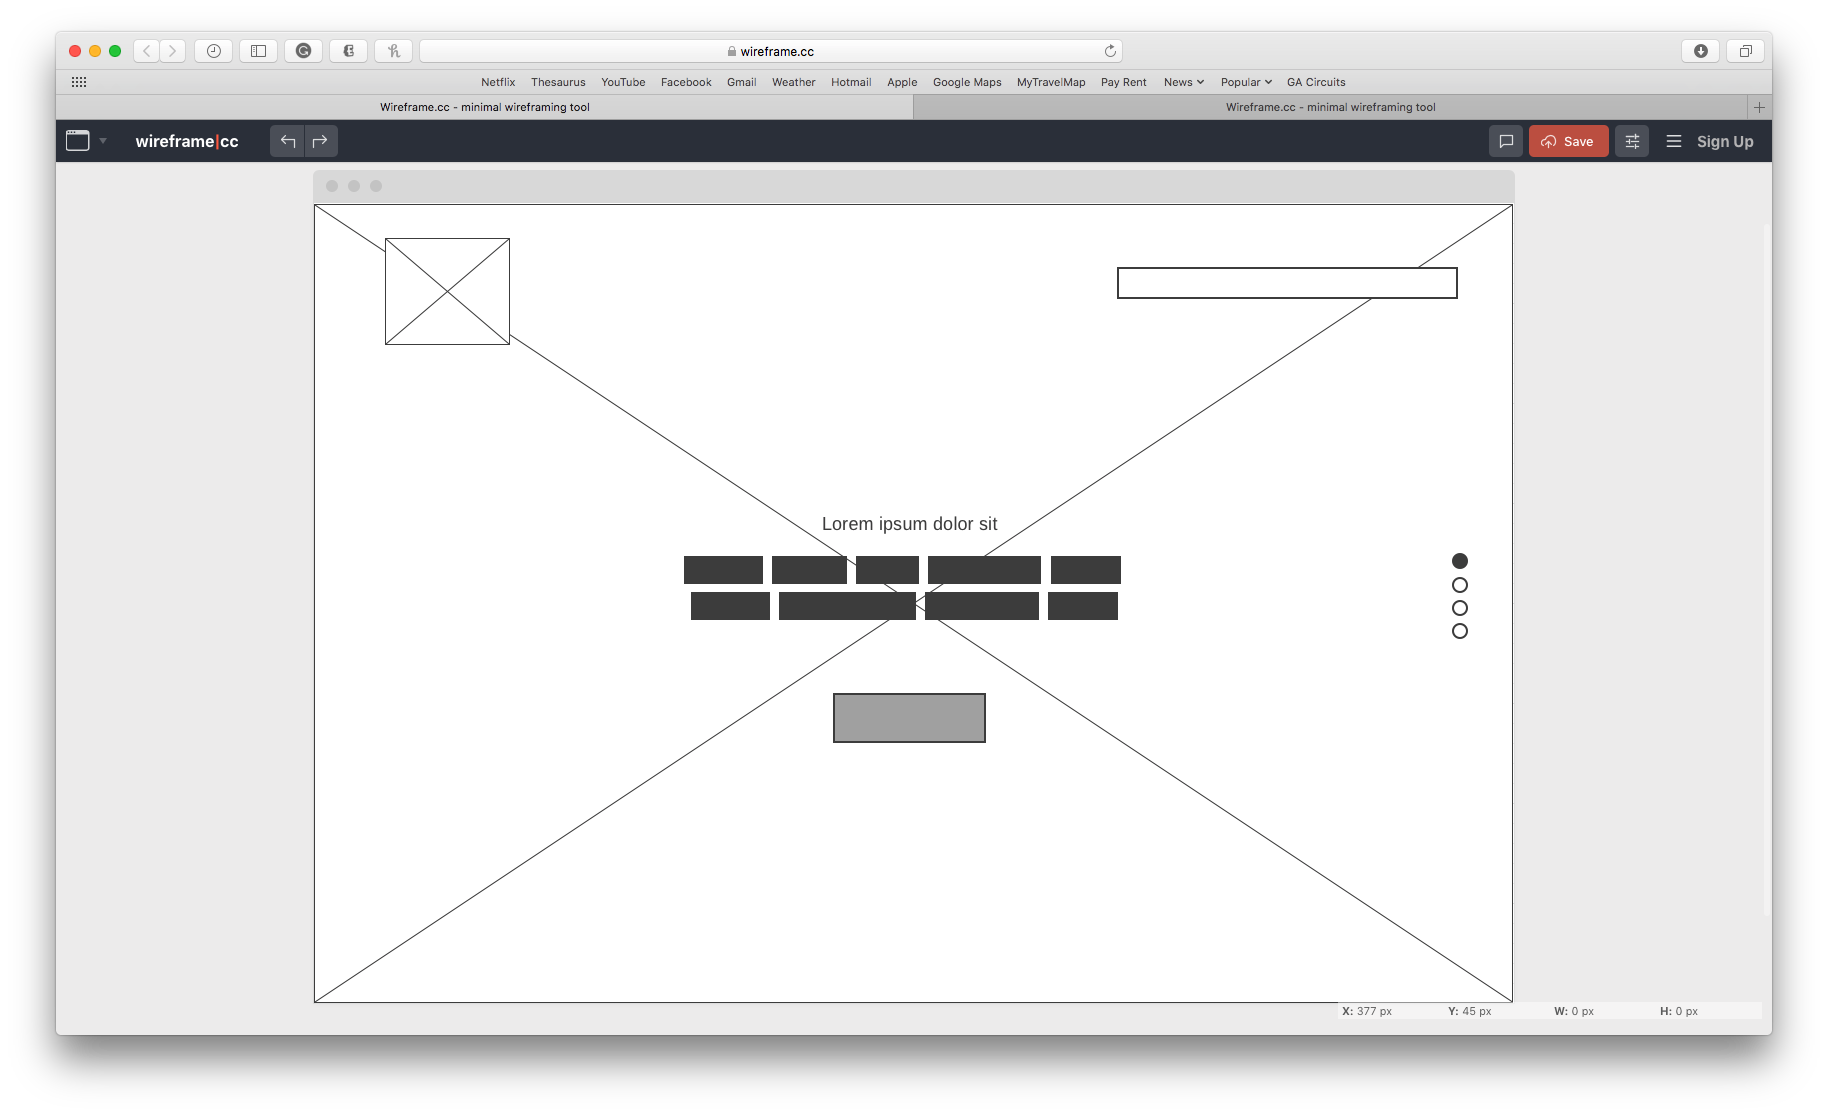 wireframe.cc
Netflix Thesaurus YouTube Facebook Gmail Weather Hotmail Apple Google Maps MyTravelMap Pay Rent News Popular GA Circuits
Wireframe.cc - minimal wireframing tool Wireframe.cc - minimal wireframing tool
wireframe|cc Save Sign Up
Lorem ipsum dolor sit
X: 377 px Y: 45 px W: 0 px H: 0 px